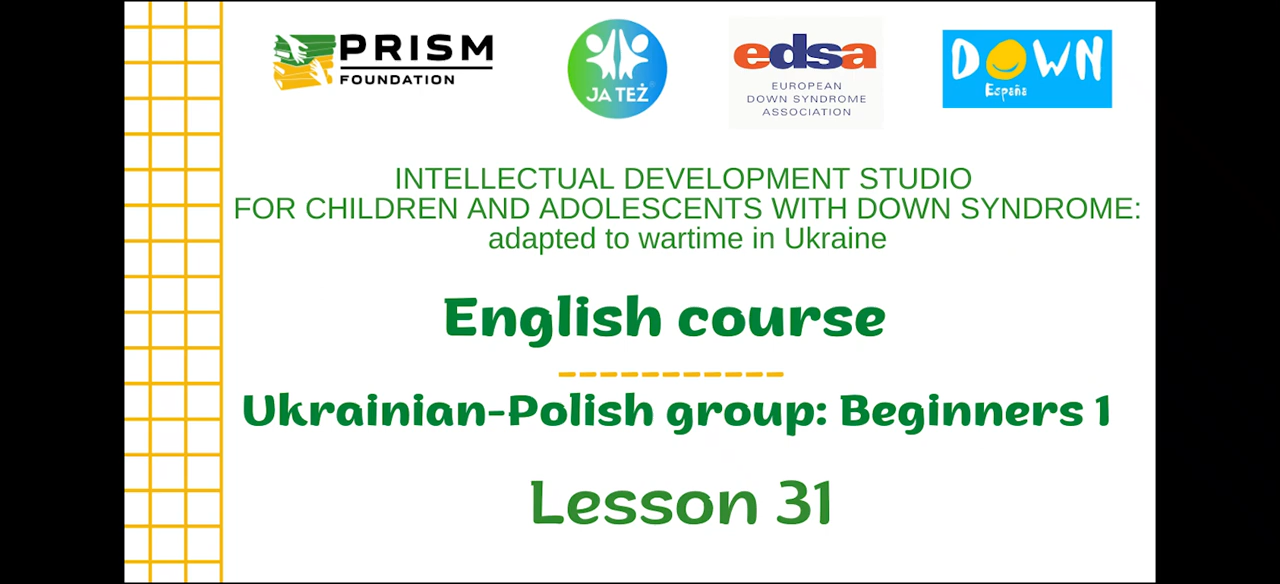 PRISM
FOUNDATION
JA TEŻ
edsa
EUROPEAN
DOWN SYNDROME
ASSOCIATION
DOWN
España
INTELLECTUAL DEVELOPMENT STUDIO
FOR CHILDREN AND ADOLESCENTS WITH DOWN SYNDROME:
adapted to wartime in Ukraine
English course
Ukrainian-Polish group: Beginners 1
Lesson 31